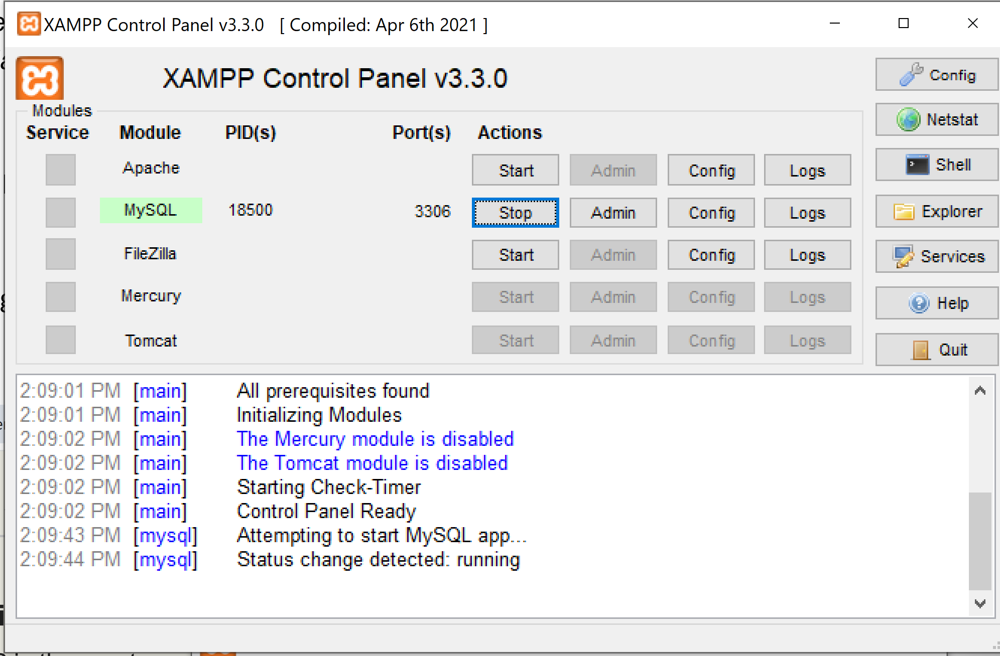 XAMPP Control Panel v3.3.0 [ Compiled: Apr 6th 2021 ]
XAMPP Control Panel v3.3.0
Config
Modules
Service Module PID(s) Port(s) Actions
Netstat
Apache Start Admin Config Logs
Shell
MySQL 18500 3306 Stop Admin Config Logs
Explorer
FileZilla Start Admin Config Logs
Services
Mercury Start Admin Config Logs
Help
Tomcat Start Admin Config Logs
Quit
2:09:01 PM [main] All prerequisites found
2:09:01 PM [main] Initializing Modules
2:09:02 PM [main] The Mercury module is disabled
2:09:02 PM [main] The Tomcat module is disabled
2:09:02 PM [main] Starting Check-Timer
2:09:02 PM [main] Control Panel Ready
2:09:43 PM [mysql] Attempting to start MySQL app...
2:09:44 PM [mysql] Status change detected: running